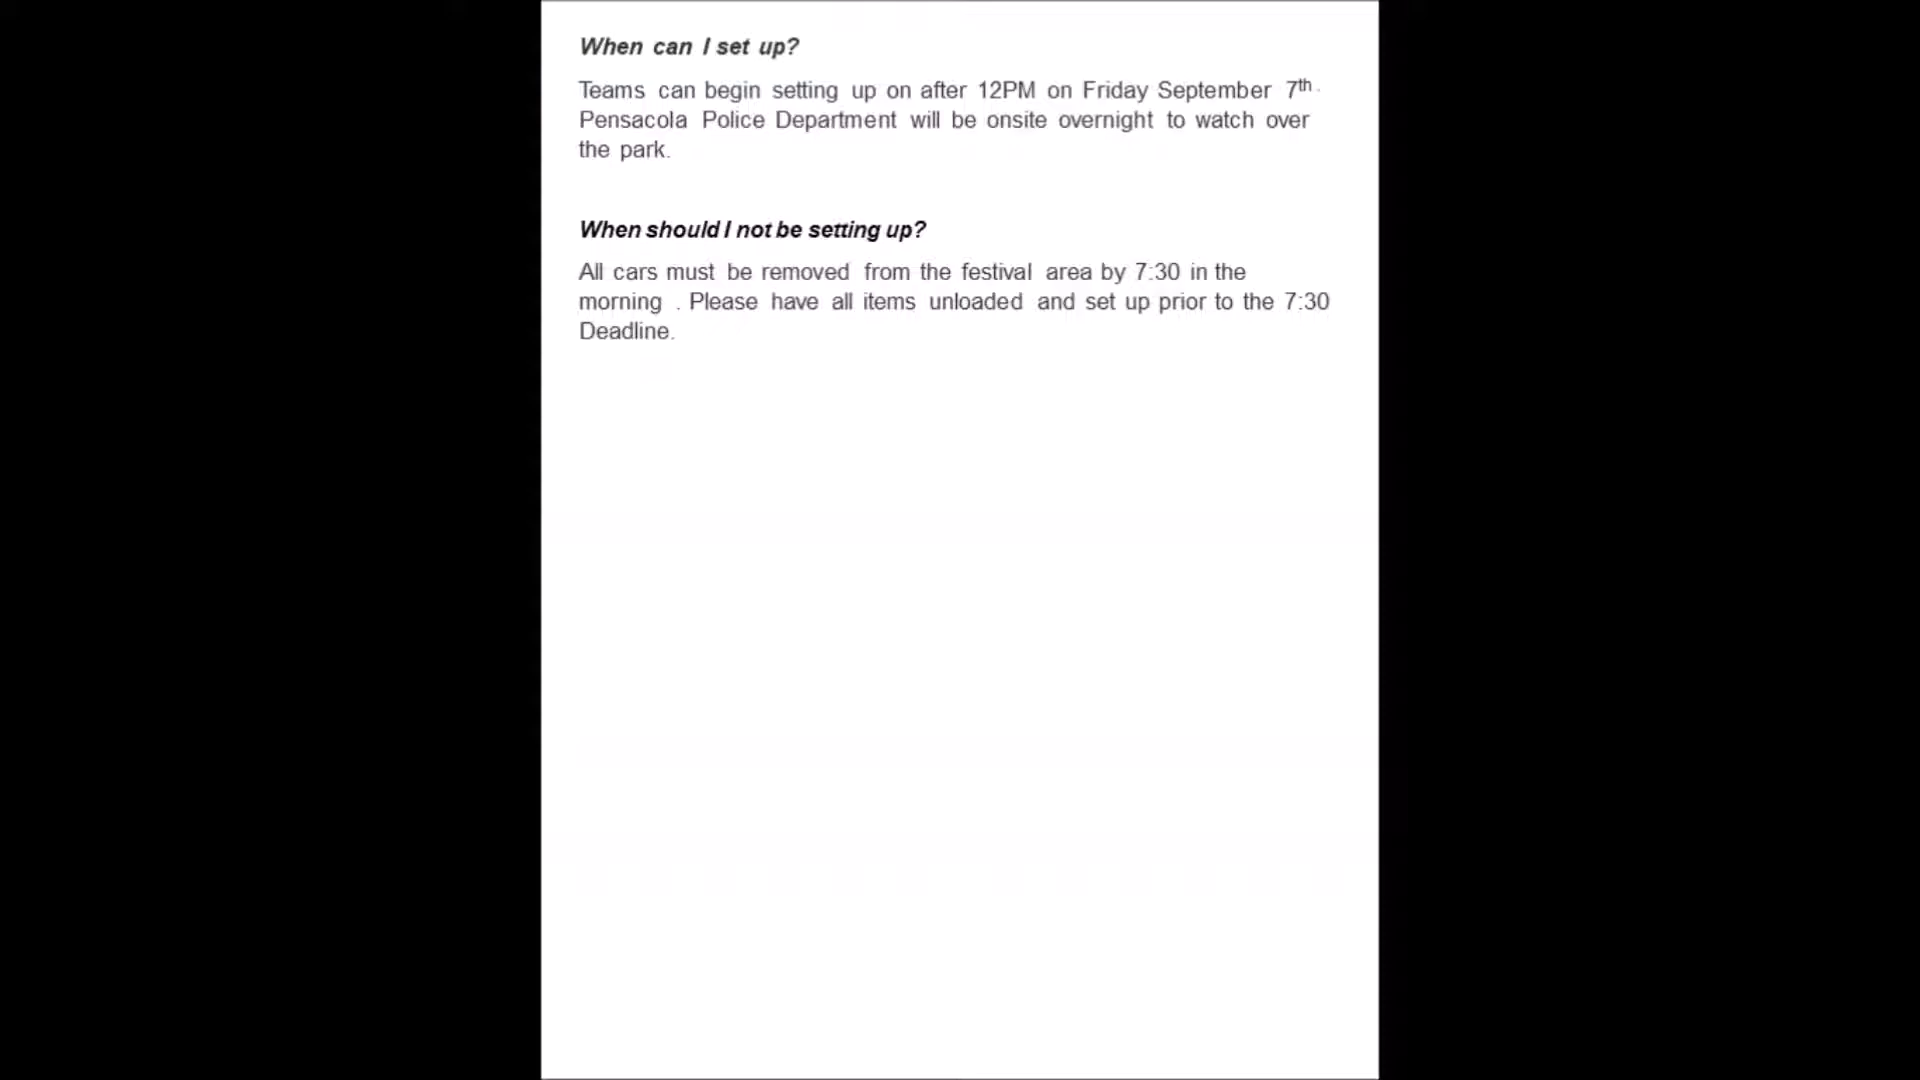 When can I set up?
Teams can begin setting up on after 12PM on Friday September 7th.
Pensacola Police Department will be onsite overnight to watch over
the park.
When should I not be setting up?
All cars must be removed from the festival area by 7:30 in the
morning . Please have all items unloaded and set up prior to the 7:30
Deadline.